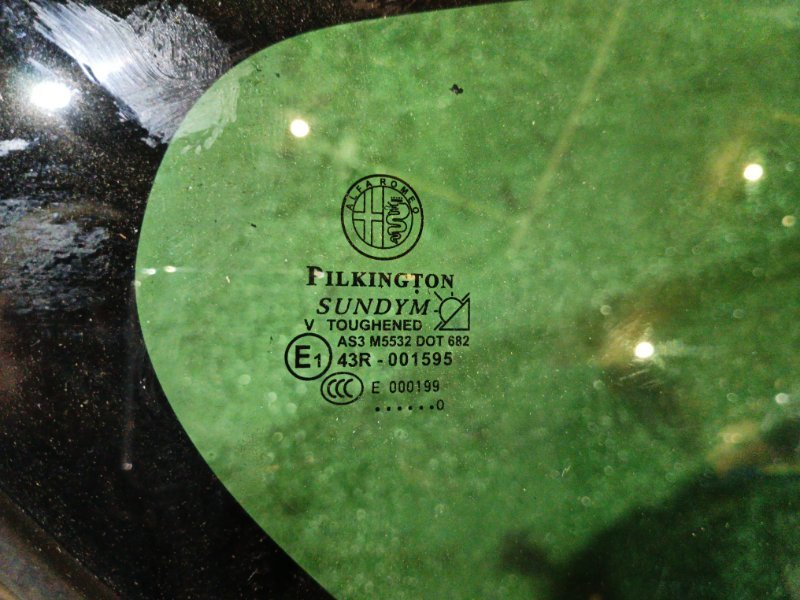 ALFA ROMEO
PILKINGTON
SUNDYM
V TOUGHENED
AS3 M5532 DOT 682
E1 43R - 001595
CCC E 000199
......0